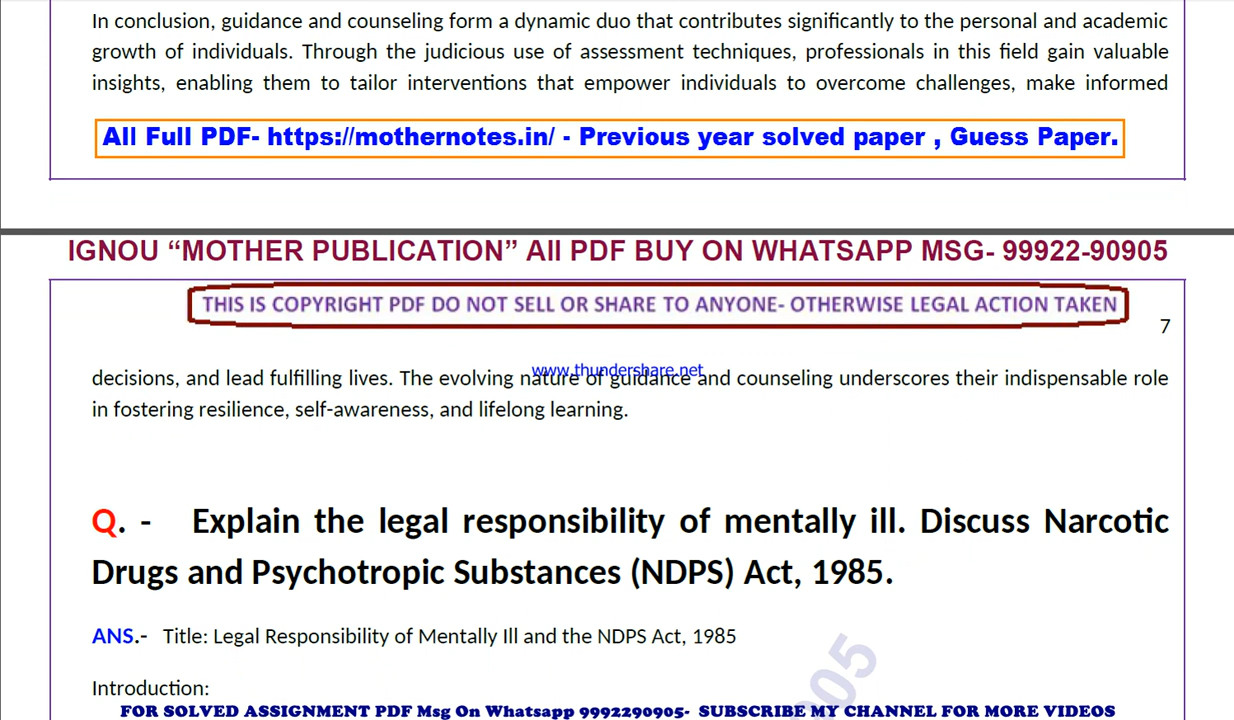 In conclusion, guidance and counseling form a dynamic duo that contributes significantly to the personal and academic
growth of individuals. Through the judicious use of assessment techniques, professionals in this field gain valuable
insights, enabling them to tailor interventions that empower individuals to overcome challenges, make informed
All Full PDF- https://mothernotes.in/ - Previous year solved paper , Guess Paper.
IGNOU “MOTHER PUBLICATION” All PDF BUY ON WHATSAPP MSG- 99922-90905
THIS IS COPYRIGHT PDF DO NOT SELL OR SHARE TO ANYONE- OTHERWISE LEGAL ACTION TAKEN
7
www.thundershare.net
decisions, and lead fulfilling lives. The evolving nature of guidance and counseling underscores their indispensable role
in fostering resilience, self-awareness, and lifelong learning.
Q. - Explain the legal responsibility of mentally ill. Discuss Narcotic
Drugs and Psychotropic Substances (NDPS) Act, 1985.
ANS.- Title: Legal Responsibility of Mentally Ill and the NDPS Act, 1985
905
Introduction:
FOR SOLVED ASSIGNMENT PDF Msg On Whatsapp 9992290905- SUBSCRIBE MY CHANNEL FOR MORE VIDEOS